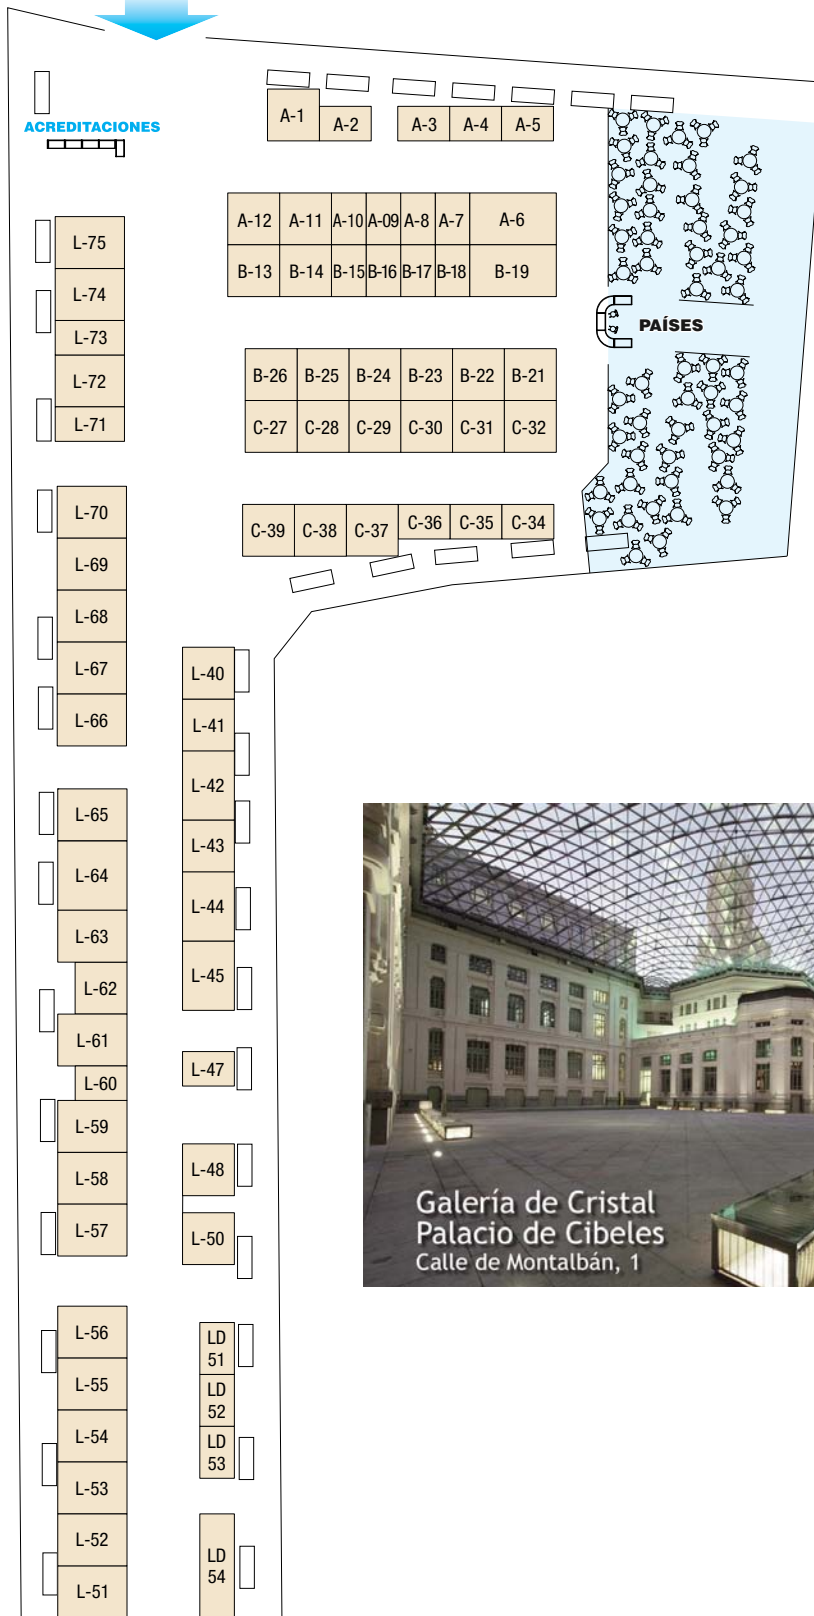 ACREDITACIONES
A-1
A-2
A-3
A-4
A-5
A-12
A-11
A-10
A-09
A-8
A-7
A-6
B-13
B-14
B-15
B-16
B-17
B-18
B-19
PAÍSES
B-26
B-25
B-24
B-23
B-22
B-21
C-27
C-28
C-29
C-30
C-31
C-32
C-39
C-38
C-37
C-36
C-35
C-34
L-75
L-74
L-73
L-72
L-71
L-70
L-69
L-68
L-67
L-66
L-65
L-64
L-63
L-62
L-61
L-60
L-59
L-58
L-57
L-56
L-55
L-54
L-53
L-52
L-51
L-40
L-41
L-42
L-43
L-44
L-45
L-47
L-48
L-50
LD
51
LD
52
LD
53
LD
54
Galería de Cristal
Palacio de Cibeles
Calle de Montalbán, 1